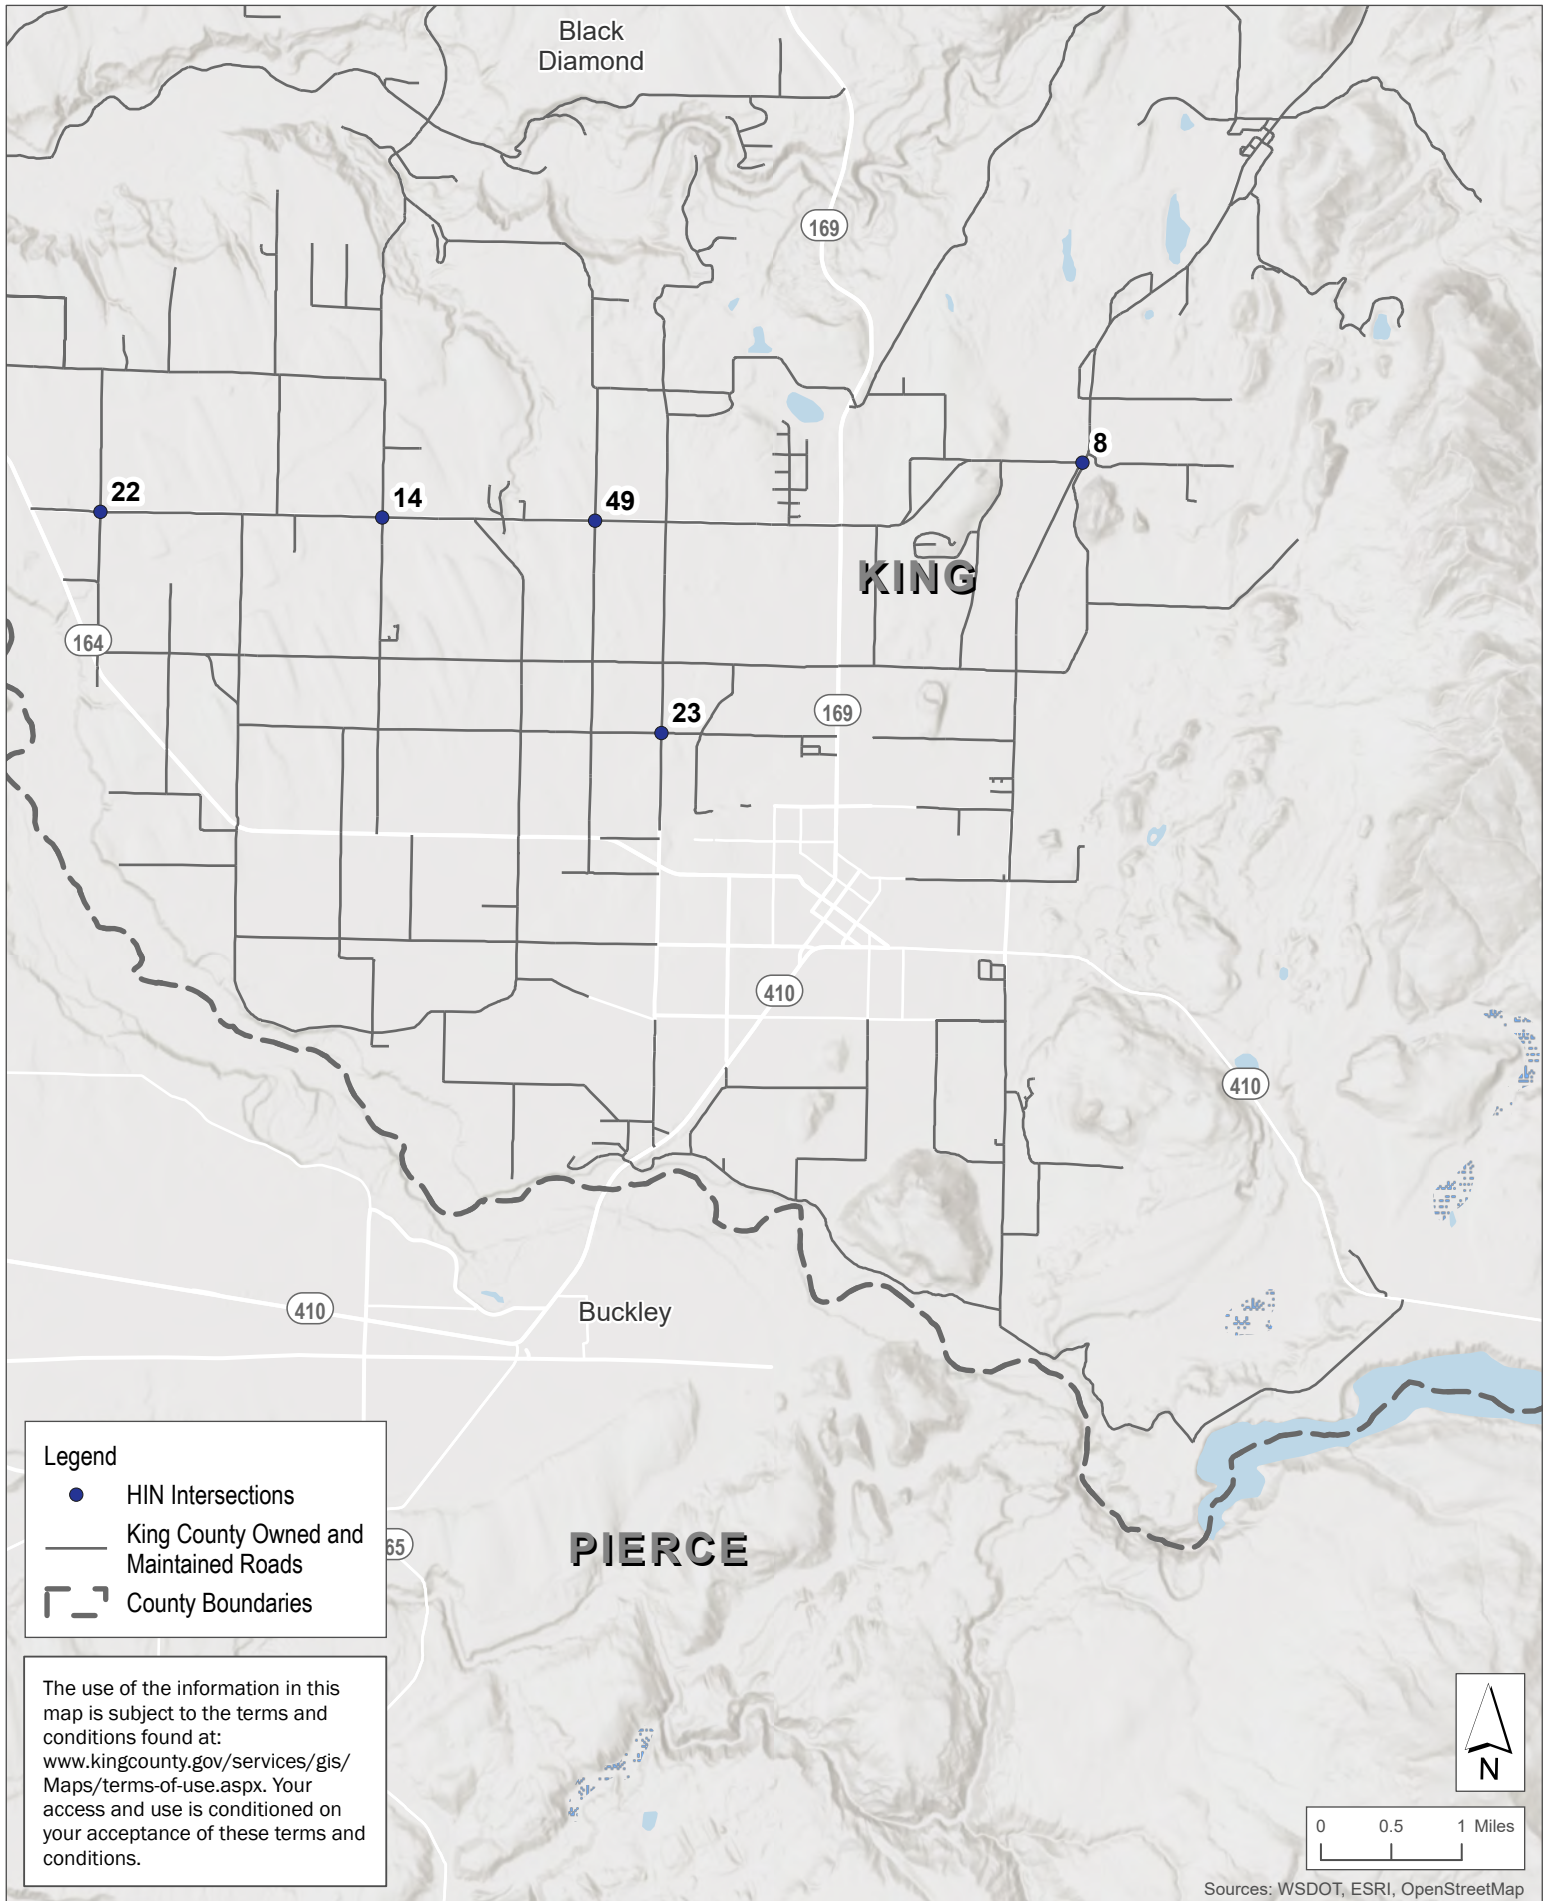 Black
Diamond
169
8
22
14
49
KING
164
23
169
410
410
410
Buckley
Legend
HIN Intersections
King County Owned and
Maintained Roads
County Boundaries
65
PIERCE
The use of the information in this
map is subject to the terms and
conditions found at:
www.kingcounty.gov/services/gis/
Maps/terms-of-use.aspx. Your
access and use is conditioned on
your acceptance of these terms and
conditions.
N
0 0.5 1 Miles
Sources: WSDOT, ESRI, OpenStreetMap